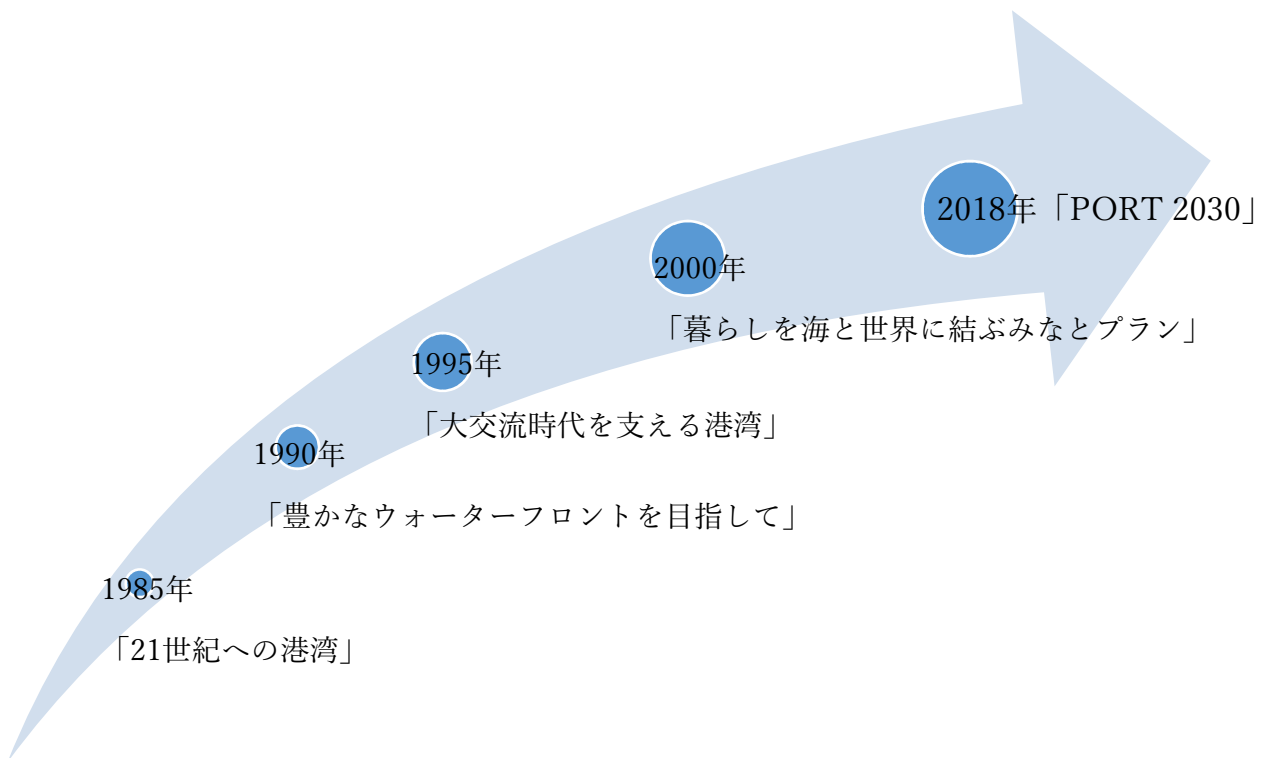 1985年
「21世紀への港湾」
1990年
「豊かなウォーターフロントを目指して」
1995年
「大交流時代を支える港湾」
2000年
「暮らしを海と世界に結ぶみなとプラン」
2018年「PORT 2030」